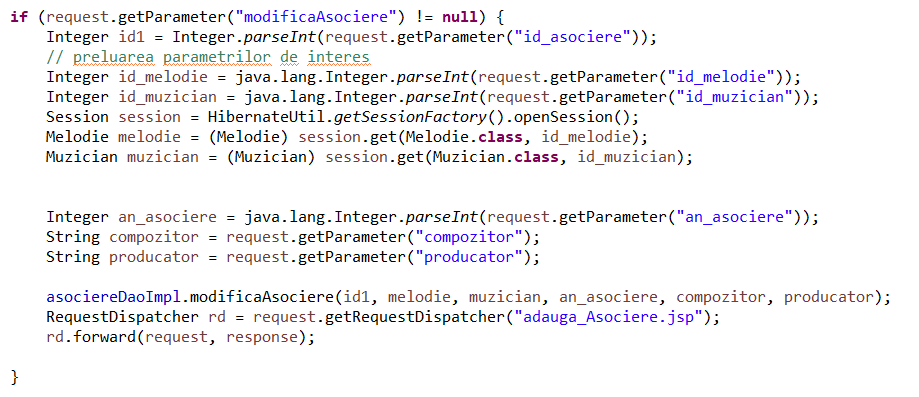 if (request.getParameter("modificaAsociere") != null) {
    Integer id1 = Integer.parseInt(request.getParameter("id_asociere"));
    // preluarea parametrilor de interes
    Integer id_melodie = java.lang.Integer.parseInt(request.getParameter("id_melodie"));
    Integer id_muzician = java.lang.Integer.parseInt(request.getParameter("id_muzician"));
    Session session = HibernateUtil.getSessionFactory().openSession();
    Melodie melodie = (Melodie) session.get(Melodie.class, id_melodie);
    Muzician muzician = (Muzician) session.get(Muzician.class, id_muzician);
    Integer an_asociere = java.lang.Integer.parseInt(request.getParameter("an_asociere"));
    String compozitor = request.getParameter("compozitor");
    String producator = request.getParameter("producator");
    asociereDaoImpl.modificaAsociere(id1, melodie, muzician, an_asociere, compozitor, producator);
    RequestDispatcher rd = request.getRequestDispatcher("adauga_Asociere.jsp");
    rd.forward(request, response);
}